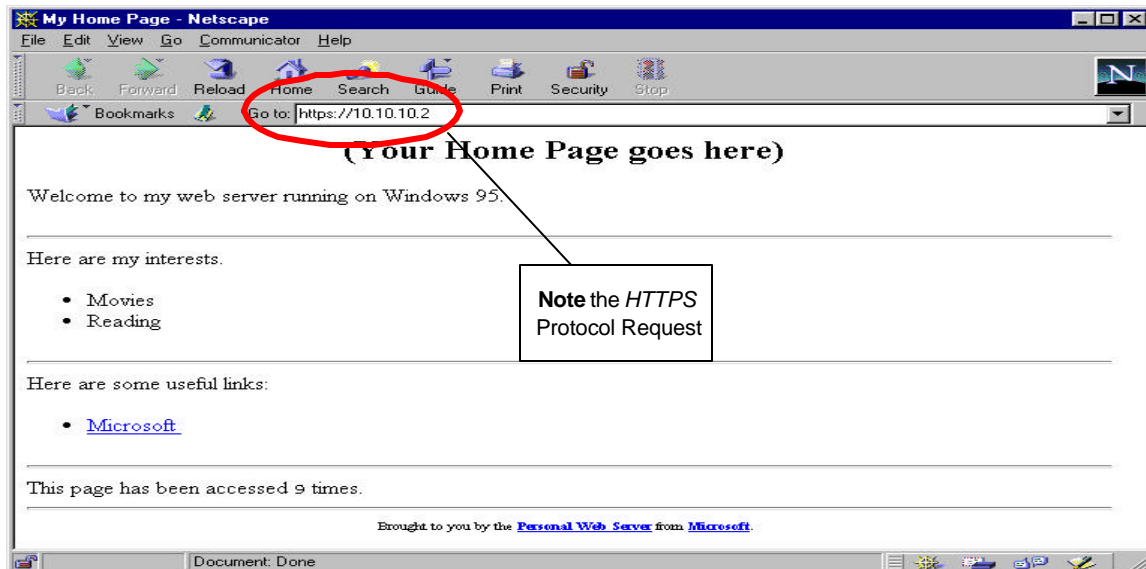 My Home Page - Netscape
File Edit View Go Communicator Help
Back Forward Reload Home Search Guide Print Security Stop
N
Bookmarks Go to: https://10.10.10.2
(Your Home Page goes here)
Welcome to my web server running on Windows 95.
Here are my interests.
• Movies
• Reading
Note the HTTPS
Protocol Request
Here are some useful links:
• Microsoft
This page has been accessed 9 times.
Brought to you by the Personal Web Server from Microsoft.
Document: Done